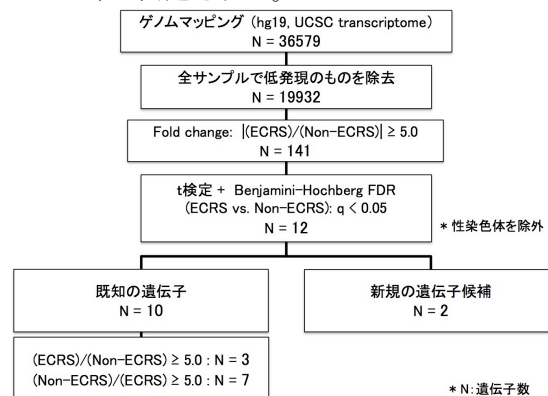 ゲノムマッピング (hg19, UCSC transcriptome)
N = 36579
全サンプルで低発現のものを除去
N = 19932
Fold change: |(ECRS)/(Non-ECRS)| ≥ 5.0
N = 141
t検定 + Benjamini-Hochberg FDR
(ECRS vs. Non-ECRS): q < 0.05
N = 12
* 性染色体を除外
既知の遺伝子
N = 10
新規の遺伝子候補
N = 2
(ECRS)/(Non-ECRS) ≥ 5.0 : N = 3
(Non-ECRS)/(ECRS) ≥ 5.0 : N = 7
* N: 遺伝子数